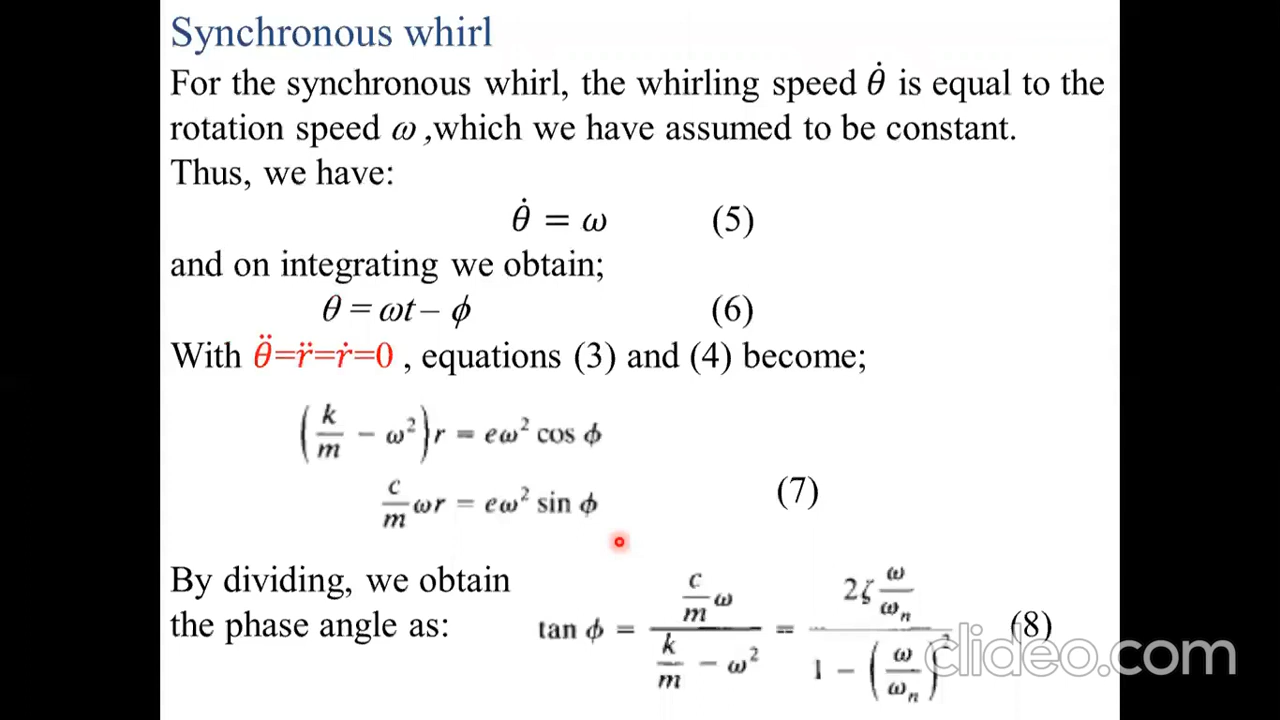 Synchronous whirl
For the synchronous whirl, the whirling speed θ̇ is equal to the
rotation speed ω ,which we have assumed to be constant.
Thus, we have:
θ̇ = ω (5)
and on integrating we obtain;
θ = ωt − ϕ (6)
With θ̈=r̈=ṙ=0 , equations (3) and (4) become;
(k/m − ω²)r = eω² cos ϕ
c/m ωr = eω² sin ϕ (7)
By dividing, we obtain
the phase angle as: tan ϕ = (c/m ω)/(k/m − ω²) = (2ζ ω/ωₙ)/(1 − (ω/ωₙ)²) (8)
clideo.com